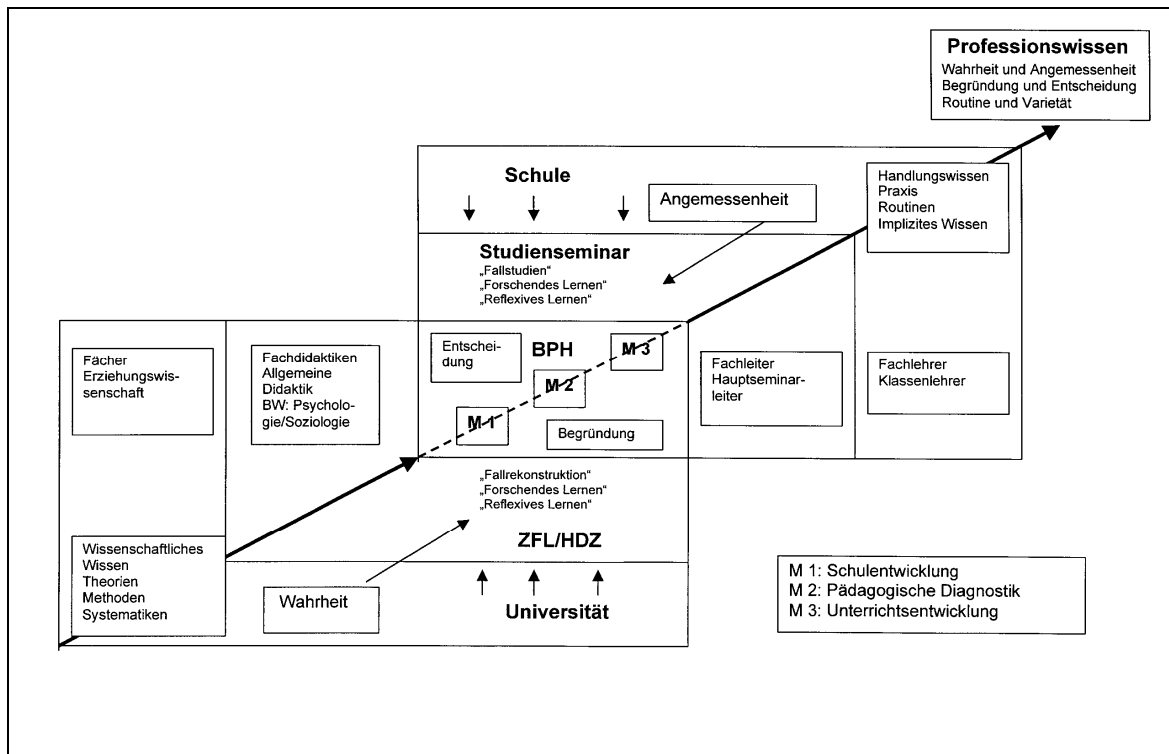 Professionswissen
Wahrheit und Angemessenheit
Begründung und Entscheidung
Routine und Varietät
Schule
Angemessenheit
Handlungswissen
Praxis
Routinen
Implizites Wissen
Studienseminar
„Fallstudien“
„Forschendes Lernen“
„Reflexives Lernen“
Fächer
Erziehungswis-
senschaft
Fachdidaktiken
Allgemeine
Didaktik
BW: Psycholo-
gie/Soziologie
Entschei-
dung
BPH
M 3
M 2
M 1
Begründung
Fachleiter
Hauptseminar-
leiter
Fachlehrer
Klassenlehrer
„Fallrekonstruktion“
„Forschendes Lernen“
„Reflexives Lernen“
ZFL/HDZ
Wissenschaftliches
Wissen
Theorien
Methoden
Systematiken
Wahrheit
Universität
M 1: Schulentwicklung
M 2: Pädagogische Diagnostik
M 3: Unterrichtsentwicklung